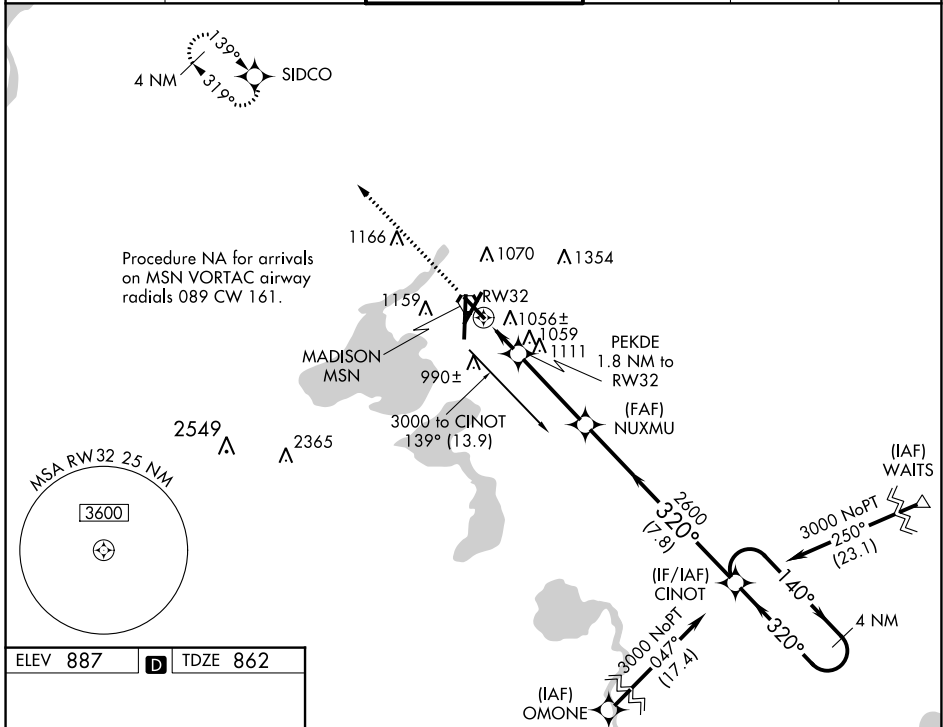 139°
319°
4 NM
SIDCO
1166
1070
1354
Procedure NA for arrivals
on MSN VORTAC airway
radials 089 CW 161.
1159
RW32
1056±
1059
1111
MADISON
MSN
990±
PEKDE
1.8 NM to
RW32
3000 to CINOT
139° (13.9)
(FAF)
NUXMU
2549
2365
MSA RW32 25 NM
3600
(IAF)
WAITS
2600
320°
(7.8)
3000 NoPT
250°
(23.1)
(IF/IAF)
CINOT
140°
320°
4 NM
3000 NoPT
047°
(17.4)
(IAF)
OMONE
ELEV 887
D
TDZE 862